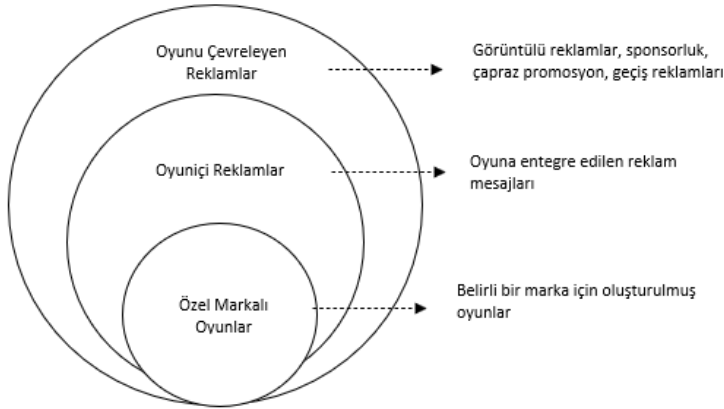 Oyunu Çevreleyen
Reklamlar
Görüntülü reklamlar, sponsorluk,
çapraz promosyon, geçiş reklamları
Oyuniçi Reklamlar
Oyuna entegre edilen reklam
mesajları
Özel Markalı
Oyunlar
Belirli bir marka için oluşturulmuş
oyunlar